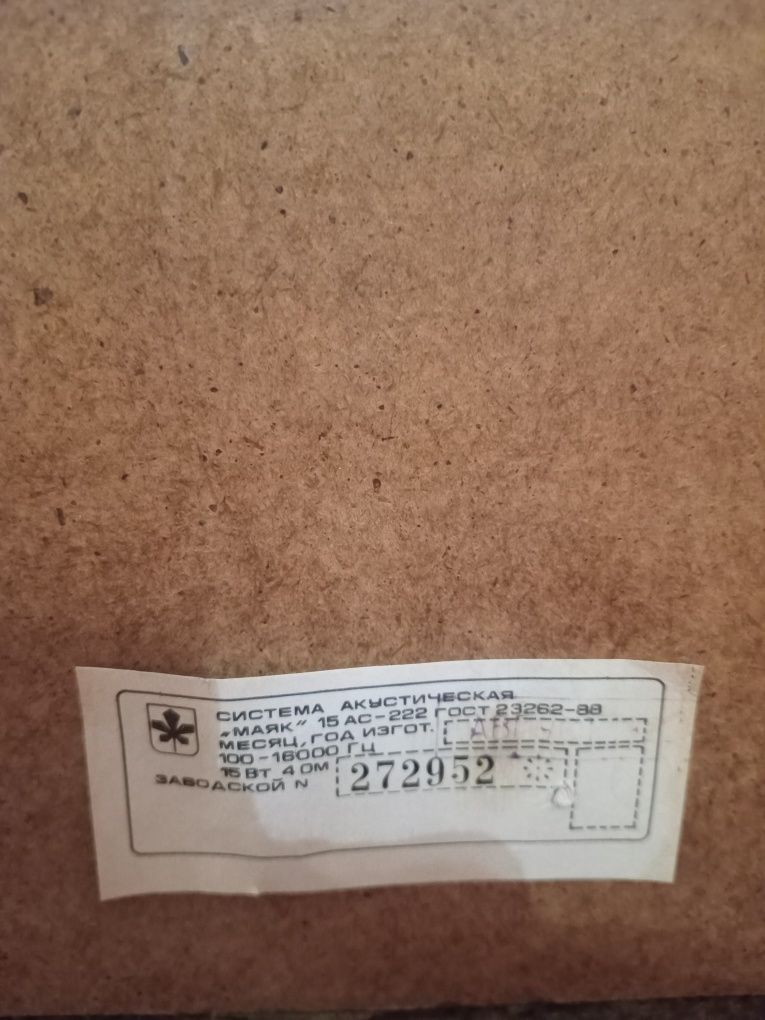 СИСТЕМА АКУСТИЧЕСКАЯ
„МАЯК“ 15 АС-222 ГОСТ 23262-88
МЕСЯЦ, ГОД ИЗГОТ.
100-16000 ГЦ
15 ВТ 4 ОМ
ЗАВОДСКОЙ N 272952